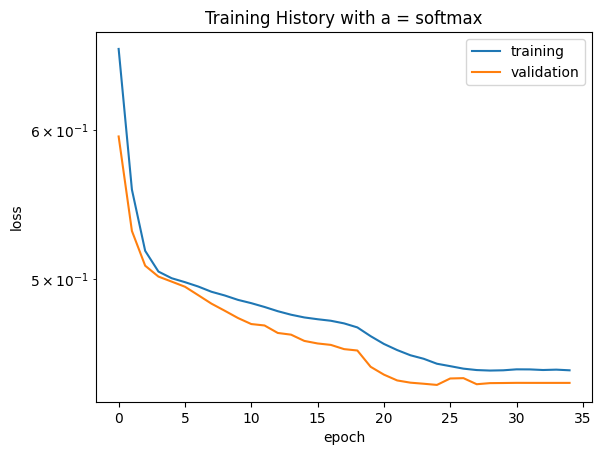 Training History with a = softmax
training
validation
6 × 10⁻¹
5 × 10⁻¹
loss
0 5 10 15 20 25 30 35
epoch